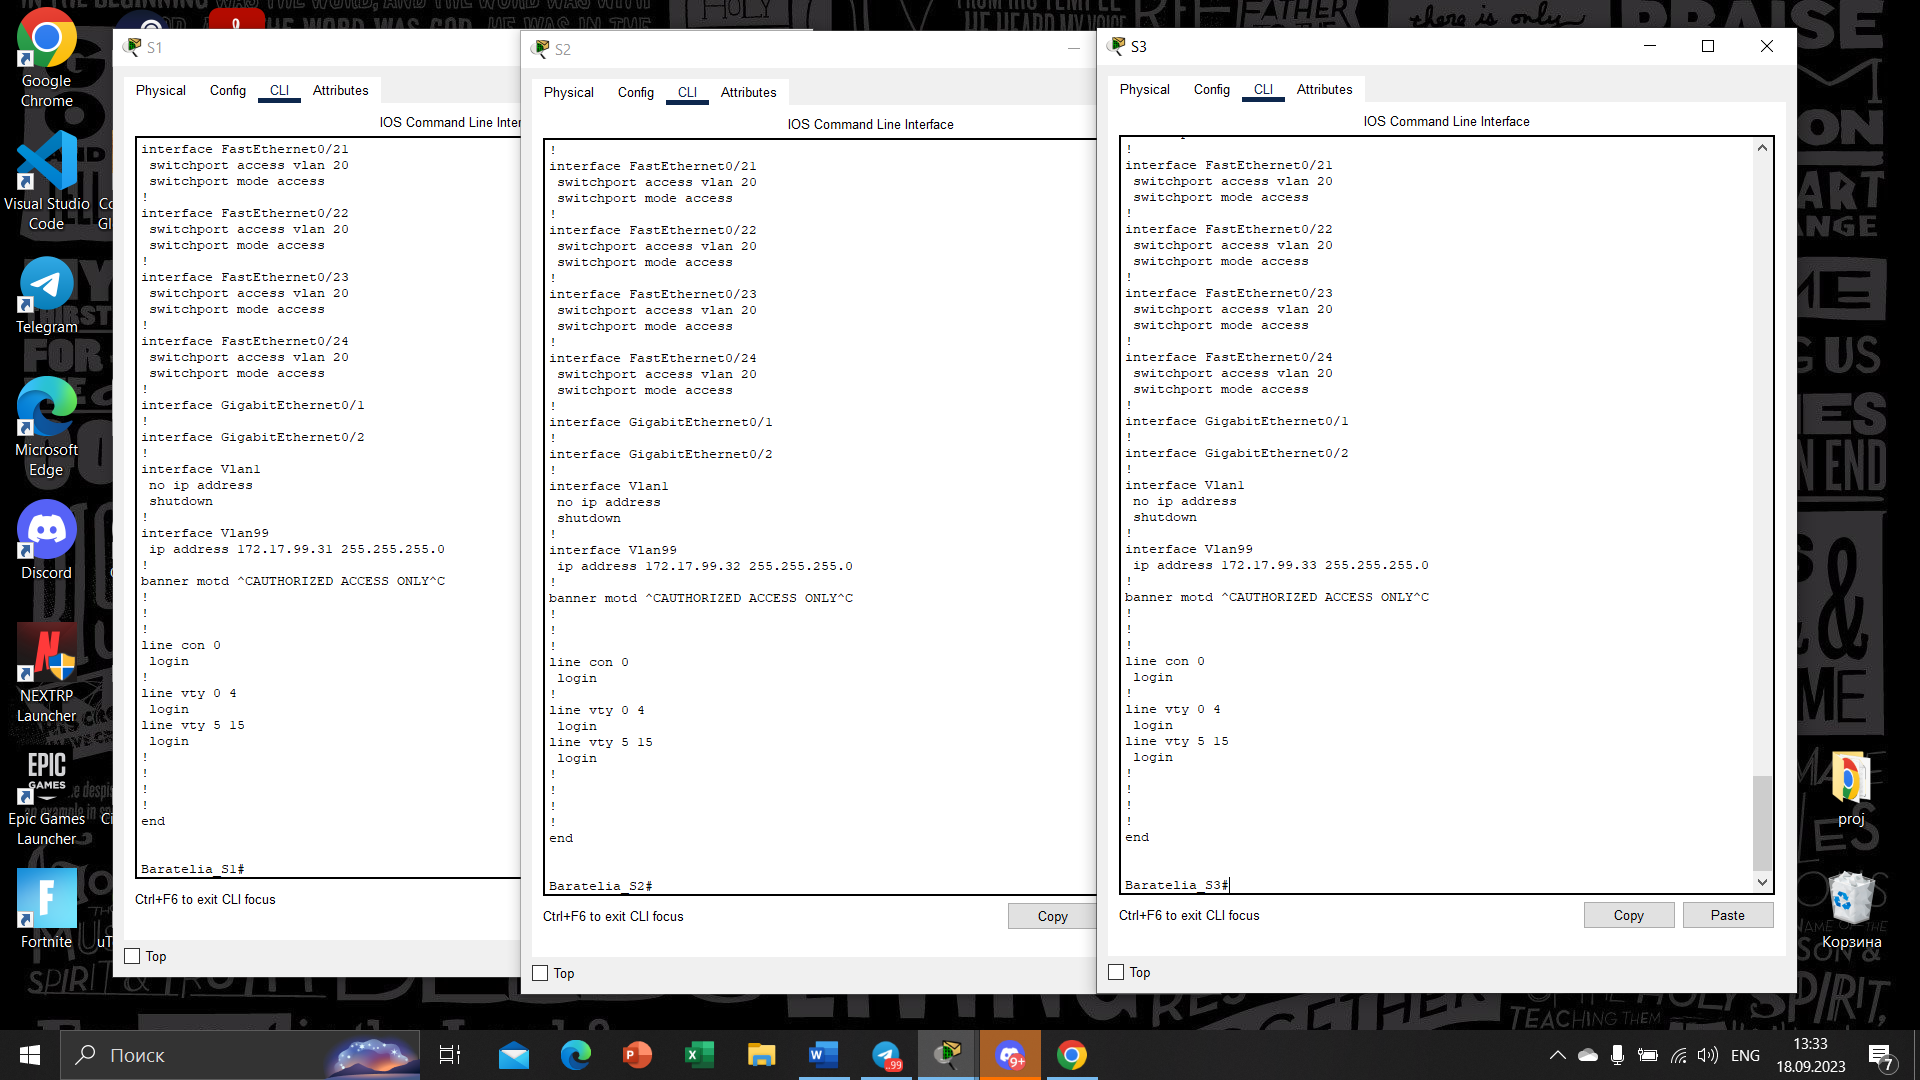 Google
Chrome
Visual Studio
Code
Telegram
Microsoft
Edge
Discord
NEXTRP
Launcher
EPIC
GAMES
Epic Games
Launcher
Fortnite
S1
Physical Config CLI Attributes
interface FastEthernet0/21
switchport access vlan 20
switchport mode access
!
interface FastEthernet0/22
switchport access vlan 20
switchport mode access
!
interface FastEthernet0/23
switchport access vlan 20
switchport mode access
!
interface FastEthernet0/24
switchport access vlan 20
switchport mode access
!
interface GigabitEthernet0/1
!
interface GigabitEthernet0/2
!
interface Vlan1
no ip address
shutdown
!
interface Vlan99
ip address 172.17.99.31 255.255.255.0
!
banner motd ^CAUTHORIZED ACCESS ONLY^C
!
!
!
line con 0
login
!
line vty 0 4
login
line vty 5 15
login
!
!
!
!
end
Baratelia_S1#
Ctrl+F6 to exit CLI focus
Top
S2
Physical Config CLI Attributes
IOS Command Line Interface
!
interface FastEthernet0/21
switchport access vlan 20
switchport mode access
!
interface FastEthernet0/22
switchport access vlan 20
switchport mode access
!
interface FastEthernet0/23
switchport access vlan 20
switchport mode access
!
interface FastEthernet0/24
switchport access vlan 20
switchport mode access
!
interface GigabitEthernet0/1
!
interface GigabitEthernet0/2
!
interface Vlan1
no ip address
shutdown
!
interface Vlan99
ip address 172.17.99.32 255.255.255.0
!
banner motd ^CAUTHORIZED ACCESS ONLY^C
!
!
!
line con 0
login
!
line vty 0 4
login
line vty 5 15
login
!
!
!
!
end
Baratelia_S2#
Ctrl+F6 to exit CLI focus
Copy
Top
S3
Physical Config CLI Attributes
IOS Command Line Interface
!
interface FastEthernet0/21
switchport access vlan 20
switchport mode access
!
interface FastEthernet0/22
switchport access vlan 20
switchport mode access
!
interface FastEthernet0/23
switchport access vlan 20
switchport mode access
!
interface FastEthernet0/24
switchport access vlan 20
switchport mode access
!
interface GigabitEthernet0/1
!
interface GigabitEthernet0/2
!
interface Vlan1
no ip address
shutdown
!
interface Vlan99
ip address 172.17.99.33 255.255.255.0
!
banner motd ^CAUTHORIZED ACCESS ONLY^C
!
!
!
line con 0
login
!
line vty 0 4
login
line vty 5 15
login
!
!
!
!
end
Baratelia_S3#
Ctrl+F6 to exit CLI focus
Copy Paste
Top
proj
Корзина
Поиск
ENG
13:33
18.09.2023
7